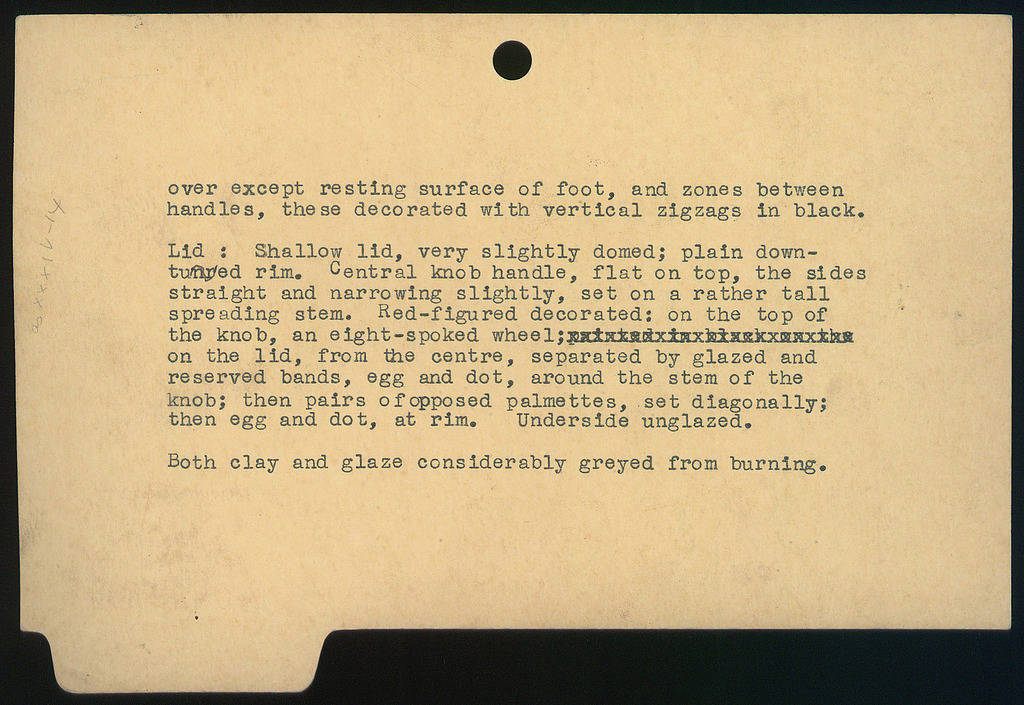 over except resting surface of foot, and zones between
handles, these decorated with vertical zigzags in black.
Lid : Shallow lid, very slightly domed; plain down-
turned rim. Central knob handle, flat on top, the sides
straight and narrowing slightly, set on a rather tall
spreading stem. Red-figured decorated: on the top of
the knob, an eight-spoked wheel;
on the lid, from the centre, separated by glazed and
reserved bands, egg and dot, around the stem of the
knob; then pairs ofopposed palmettes, set diagonally;
then egg and dot, at rim. Underside unglazed.
Both clay and glaze considerably greyed from burning.